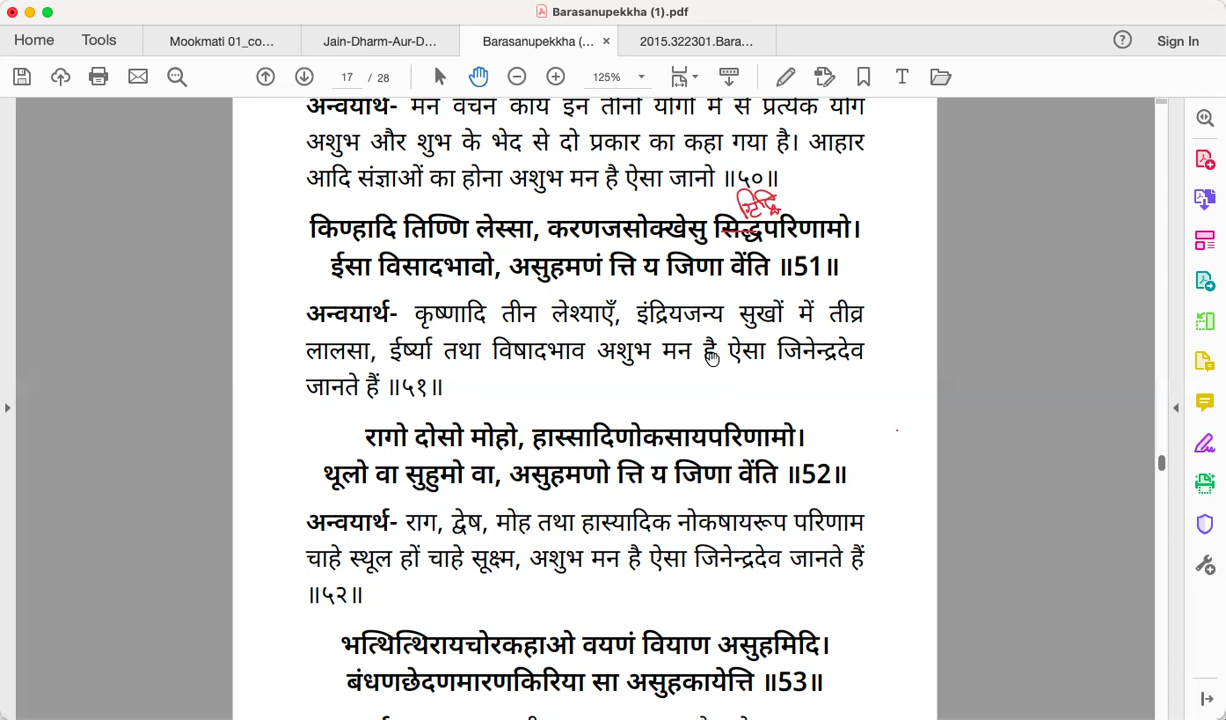 Barasanupekkha (1).pdf
Home Tools Mookmati 01_co... Jain-Dharm-Aur-D... Barasanupekkha (... × 2015.322301.Bara... Sign In
17 / 28 125%
अन्वयार्थ- मन वचन काय इन तीनों योगों में से प्रत्येक योग
अशुभ और शुभ के भेद से दो प्रकार का कहा गया है। आहार
आदि संज्ञाओं का होना अशुभ मन है ऐसा जानो ॥५०॥
किण्हादि तिण्णि लेस्सा, करणजसोक्खेसु सिद्धपरिणामो।
ईसा विसादभावो, असुहमणं त्ति य जिणा वेंति ॥51॥
अन्वयार्थ- कृष्णादि तीन लेश्याएँ, इंद्रियजन्य सुखों में तीव्र
लालसा, ईर्ष्या तथा विषादभाव अशुभ मन है ऐसा जिनेन्द्रदेव
जानते हैं ॥५१॥
रागो दोसो मोहो, हास्सादिणोकसायपरिणामो।
थूलो वा सुहुमो वा, असुहमणो त्ति य जिणा वेंति ॥52॥
अन्वयार्थ- राग, द्वेष, मोह तथा हास्यादिक नोकषायरूप परिणाम
चाहे स्थूल हों चाहे सूक्ष्म, अशुभ मन है ऐसा जिनेन्द्रदेव जानते हैं
॥५२॥
भत्थित्थिरायचोरकहाओ वयणं वियाण असुहमिदि।
बंधणछेदणमारणकिरिया सा असुहकायेत्ति ॥53॥